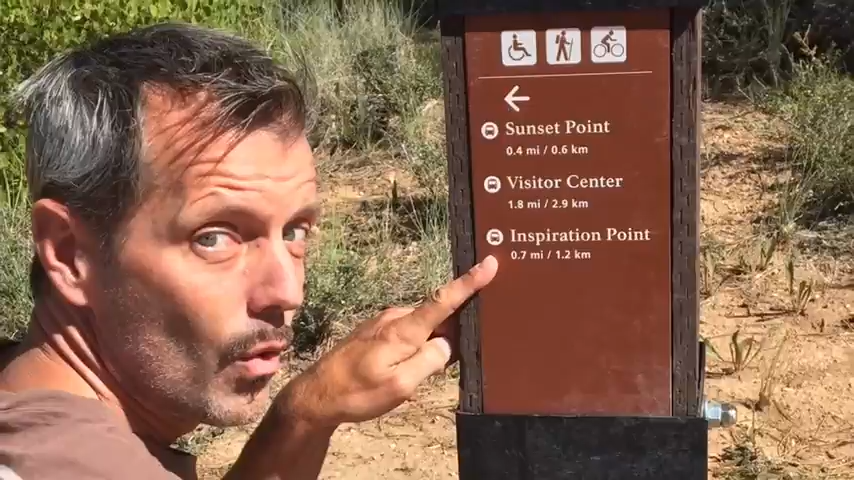 Sunset Point
0.4 mi / 0.6 km
Visitor Center
1.8 mi / 2.9 km
Inspiration Point
0.7 mi / 1.2 km